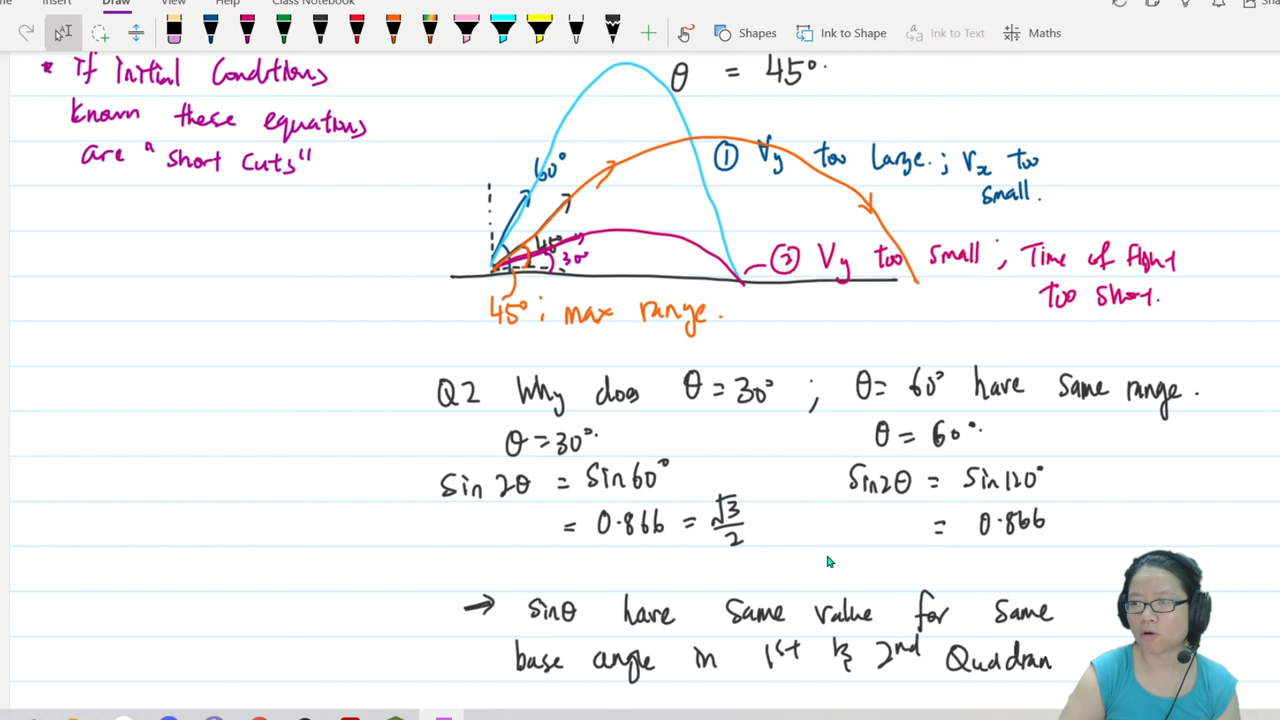 Insert
Draw
View
Help
Class Notebook
Shapes
Ink to Shape
Ink to Text
Maths
* If Initial Conditions
known these equations
are "short cuts"
θ = 45°.
60°
45°
30°
① Vy too large.; Vx too
small.
② Vy too small; Time of flight
too short.
45°; max range.
Q2 Why does θ = 30° ; θ = 60° have same range.
θ = 30°.
θ = 60°.
sin 2θ = sin 60°
sin 2θ = sin 120°
= 0.866 = √3/2
= 0.866
→ sinθ have same value for same
base angle in 1st & 2nd Quadran